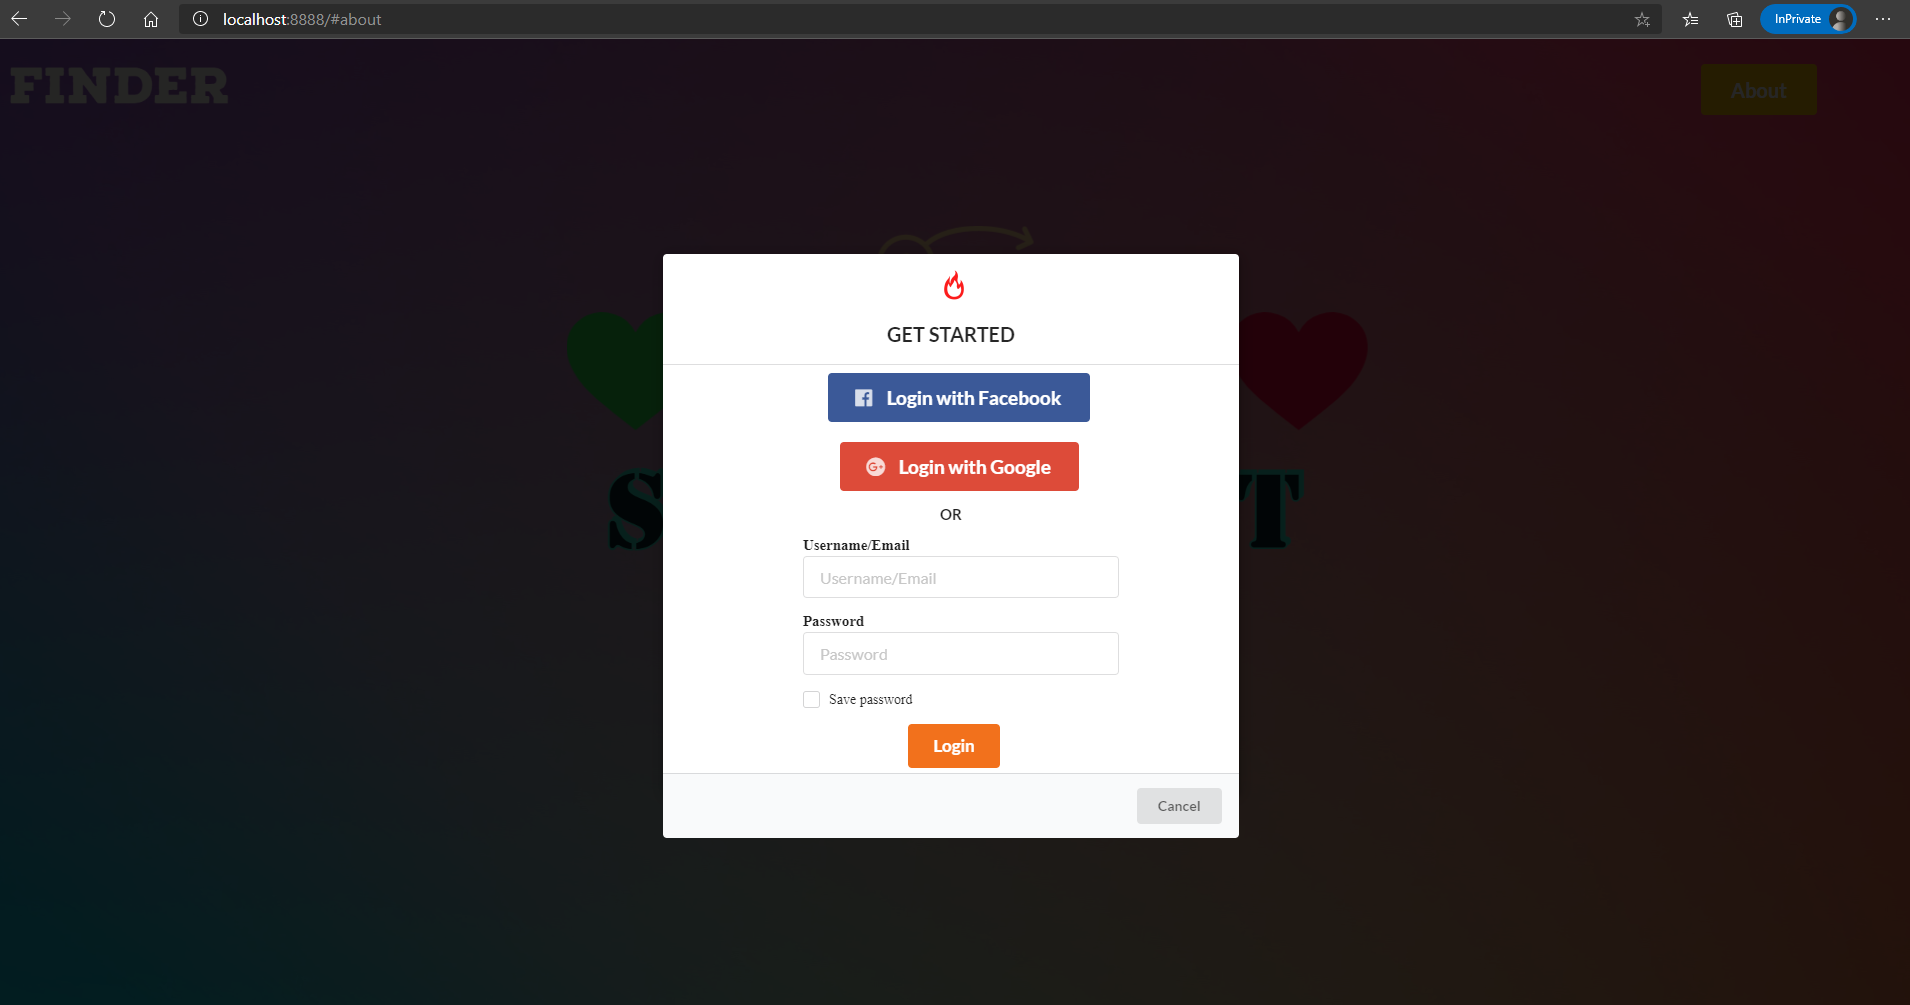 localhost:8888/#about
InPrivate
FINDER
About
GET STARTED
Login with Facebook
Login with Google
OR
Username/Email
Username/Email
Password
Password
Save password
Login
Cancel